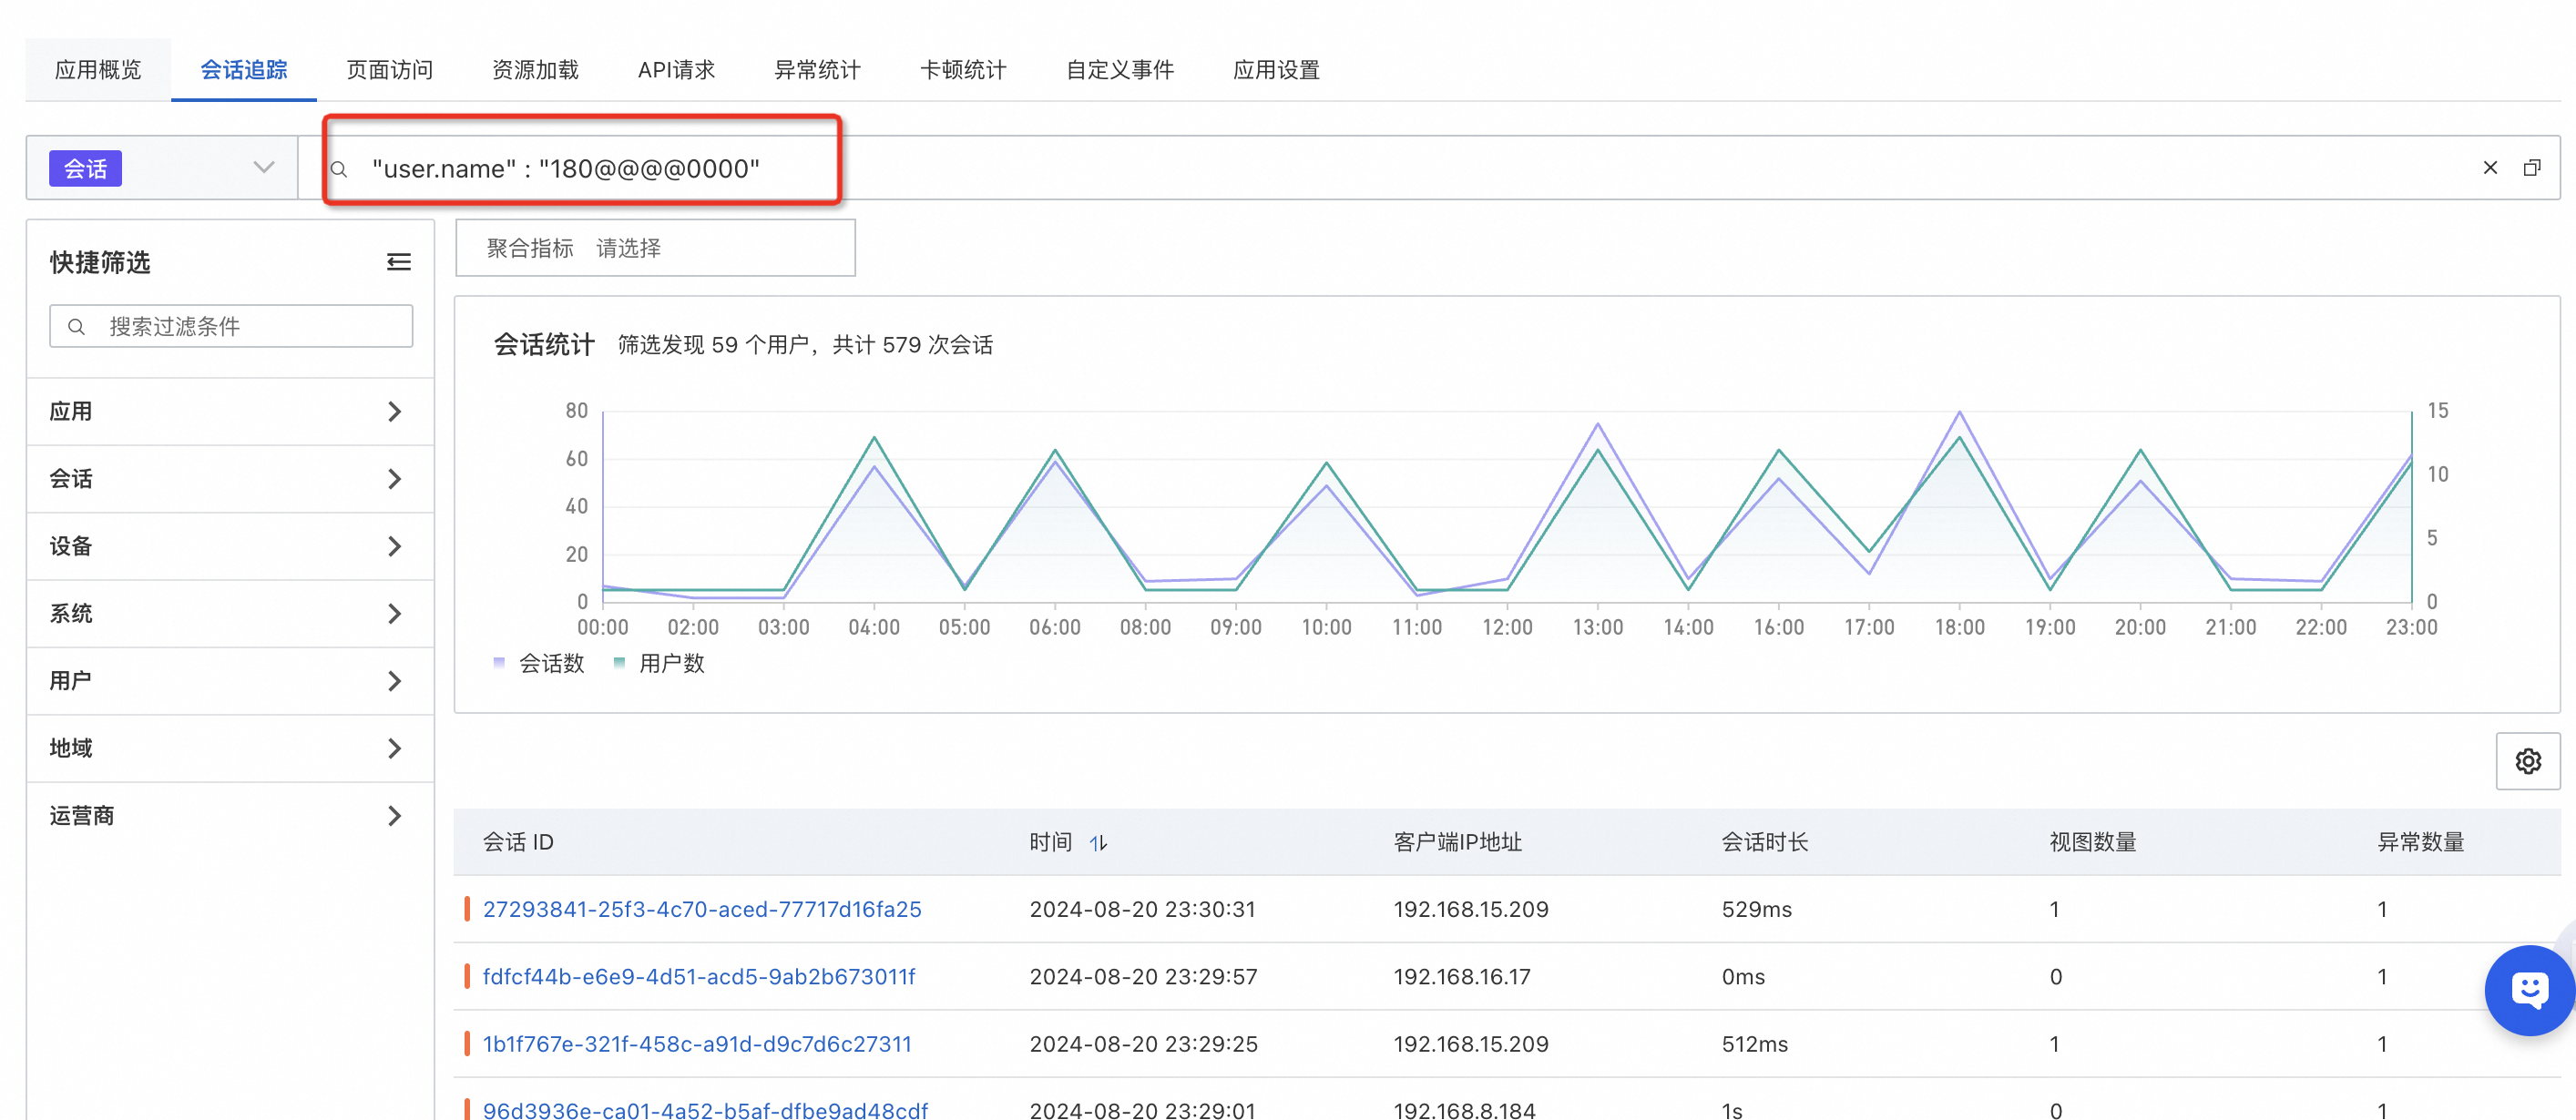 应用概览 会话追踪 页面访问 资源加载 API请求 异常统计 卡顿统计 自定义事件 应用设置
会话 "user.name" : "180@@@@0000"
快捷筛选
搜索过滤条件
应用
会话
设备
系统
用户
地域
运营商
聚合指标 请选择
会话统计 筛选发现 59 个用户，共计 579 次会话
80 15
60
40 10
20 5
0 0
00:00 02:00 03:00 04:00 05:00 06:00 08:00 09:00 10:00 11:00 12:00 13:00 14:00 16:00 17:00 18:00 19:00 20:00 21:00 22:00 23:00
会话数 用户数
会话 ID 时间 客户端IP地址 会话时长 视图数量 异常数量
27293841-25f3-4c70-aced-77717d16fa25 2024-08-20 23:30:31 192.168.15.209 529ms 1 1
fdfcf44b-e6e9-4d51-acd5-9ab2b673011f 2024-08-20 23:29:57 192.168.16.17 0ms 0 1
1b1f767e-321f-458c-a91d-d9c7d6c27311 2024-08-20 23:29:25 192.168.15.209 512ms 1 1
96d3936e-ca01-4a52-b5af-dfbe9ad48cdf 2024-08-20 23:29:01 192.168.8.184 1s 0 1